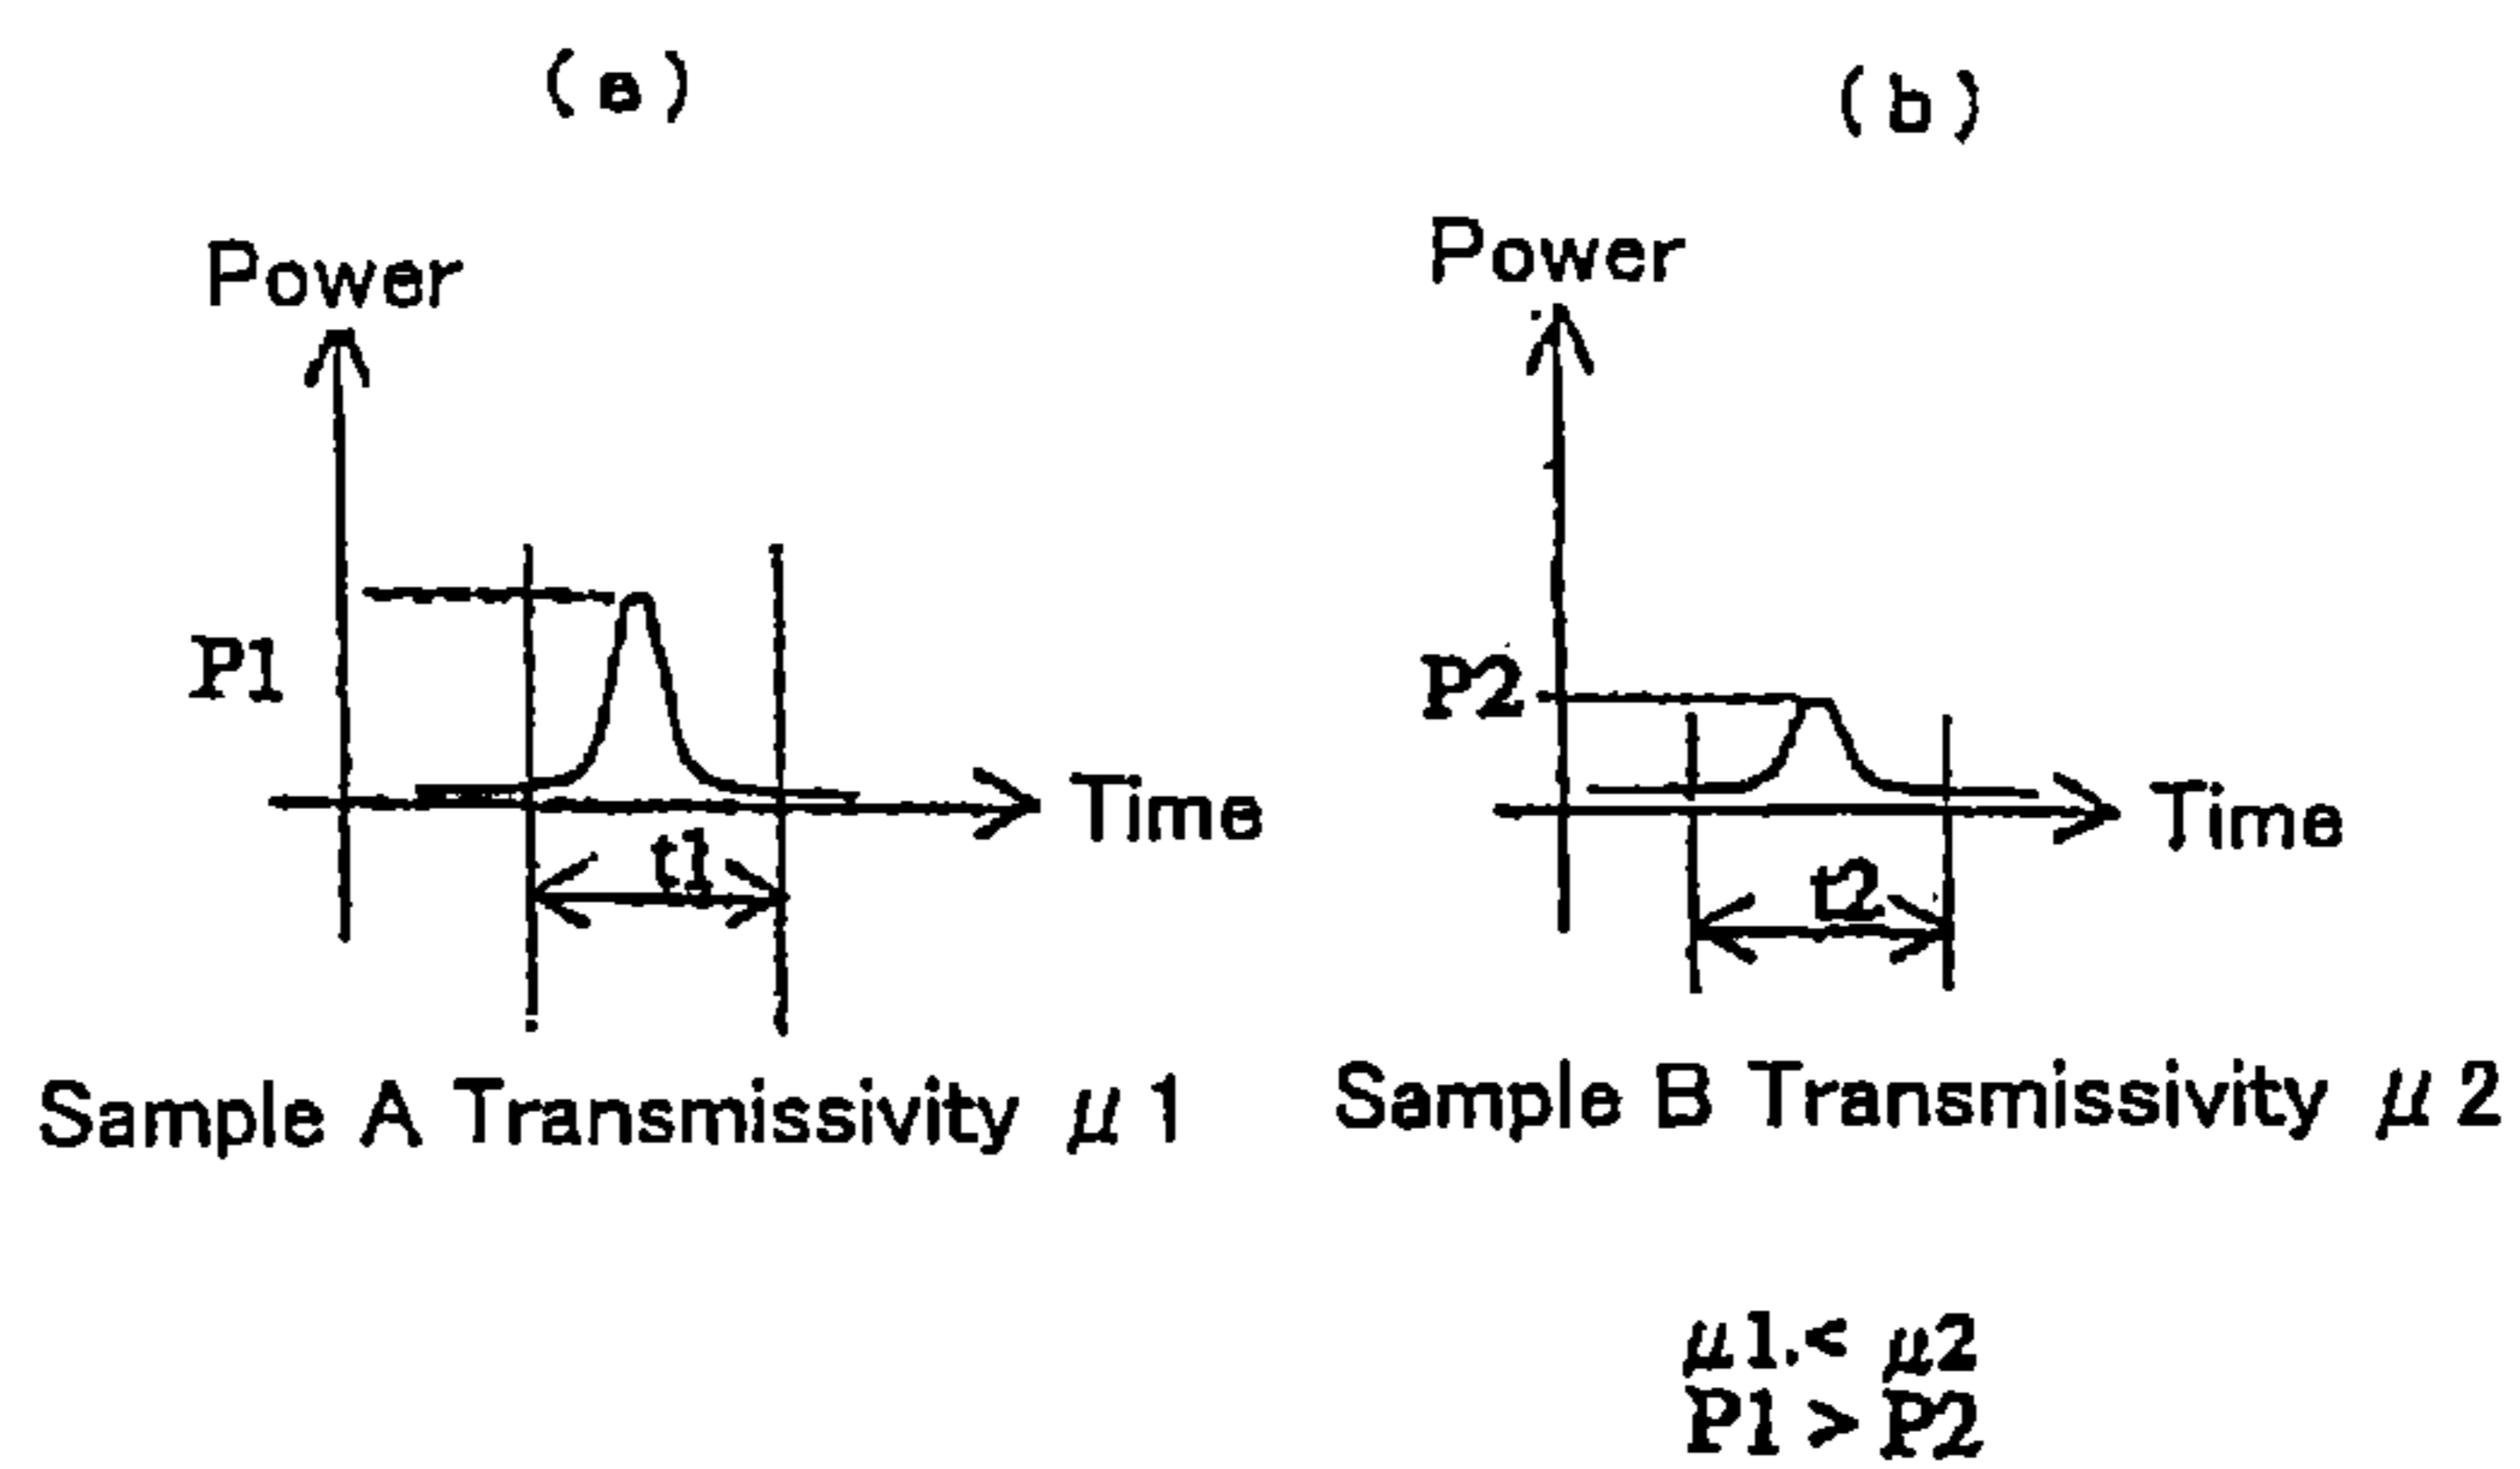 (a)
Power
P1
Time
t1
Sample A Transmissivity μ1
(b)
Power
P2
Time
t2
Sample B Transmissivity μ2
μ1.< μ2
P1 > P2